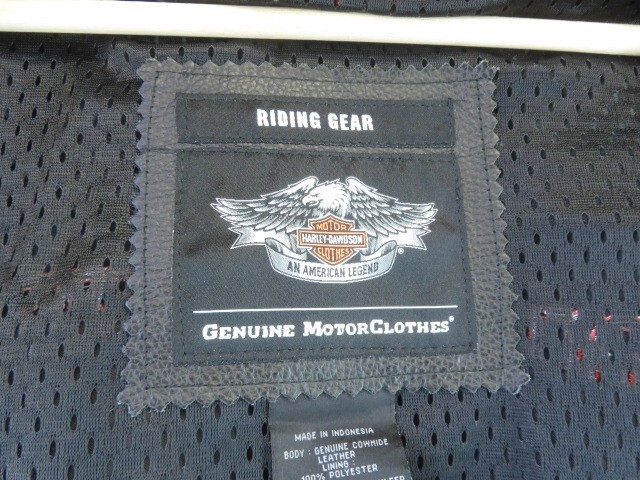 RIDING GEAR
MOTOR
HARLEY-DAVIDSON
CLOTHES
AN AMERICAN LEGEND
GENUINE MOTORCLOTHES®
MADE IN INDONESIA
BODY : GENUINE COWHIDE
LEATHER
LINING :
100% POLYESTER